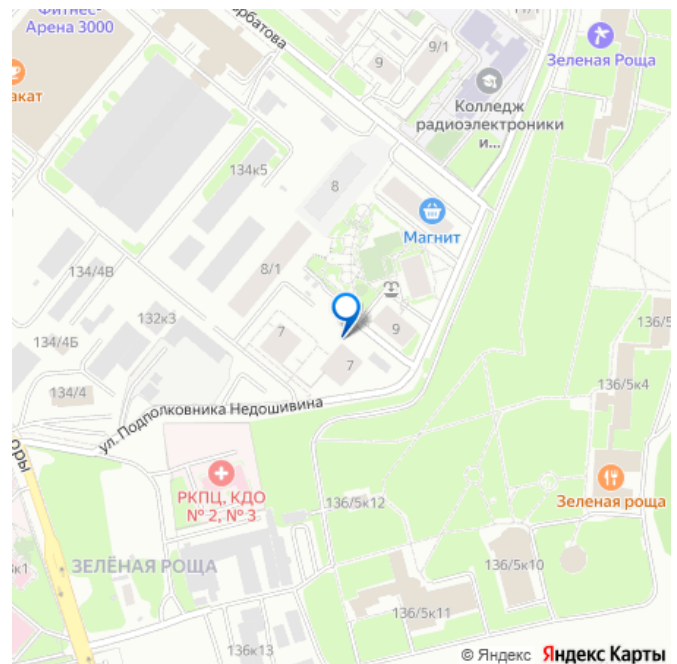 Фитнес-
Арена 3000
9/1
9
Зеленая Роща
Колледж
радиоэлектроники
и...
134к5
8
Магнит
8/1
134/4В
132к3
7
9
136/5
134/4Б
7
134/4
136/5к4
ул. Подполковника Недошивина
РКПЦ, КДО
№ 2, № 3
136/5к12
Зеленая роща
ЗЕЛЁНАЯ РОЩА
136/5к10
136/5к11
136к13
© Яндекс Яндекс Карты